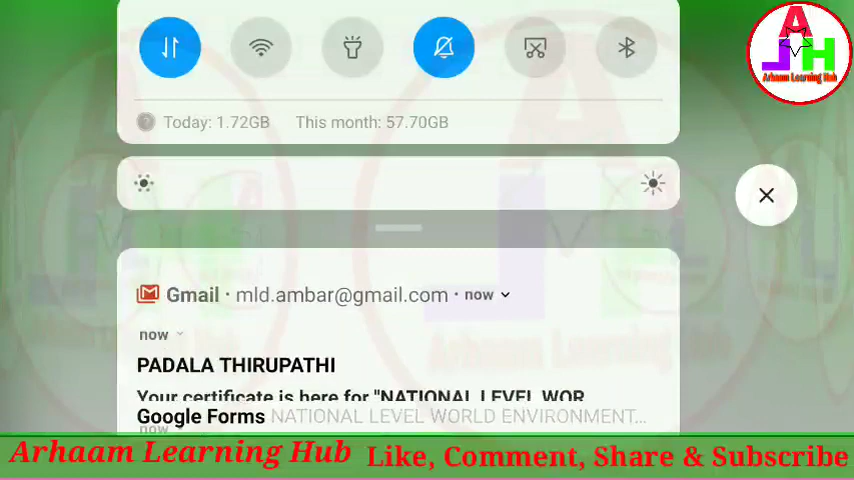 AJH
Arhaam Learning Hub
Today: 1.72GB This month: 57.70GB
Gmail · mld.ambar@gmail.com · now
now
PADALA THIRUPATHI
Your certificate is here for "NATIONAL LEVEL WOR
Google Forms NATIONAL LEVEL WORLD ENVIRONMENT...
now
Arhaam Learning Hub Like, Comment, Share & Subscribe